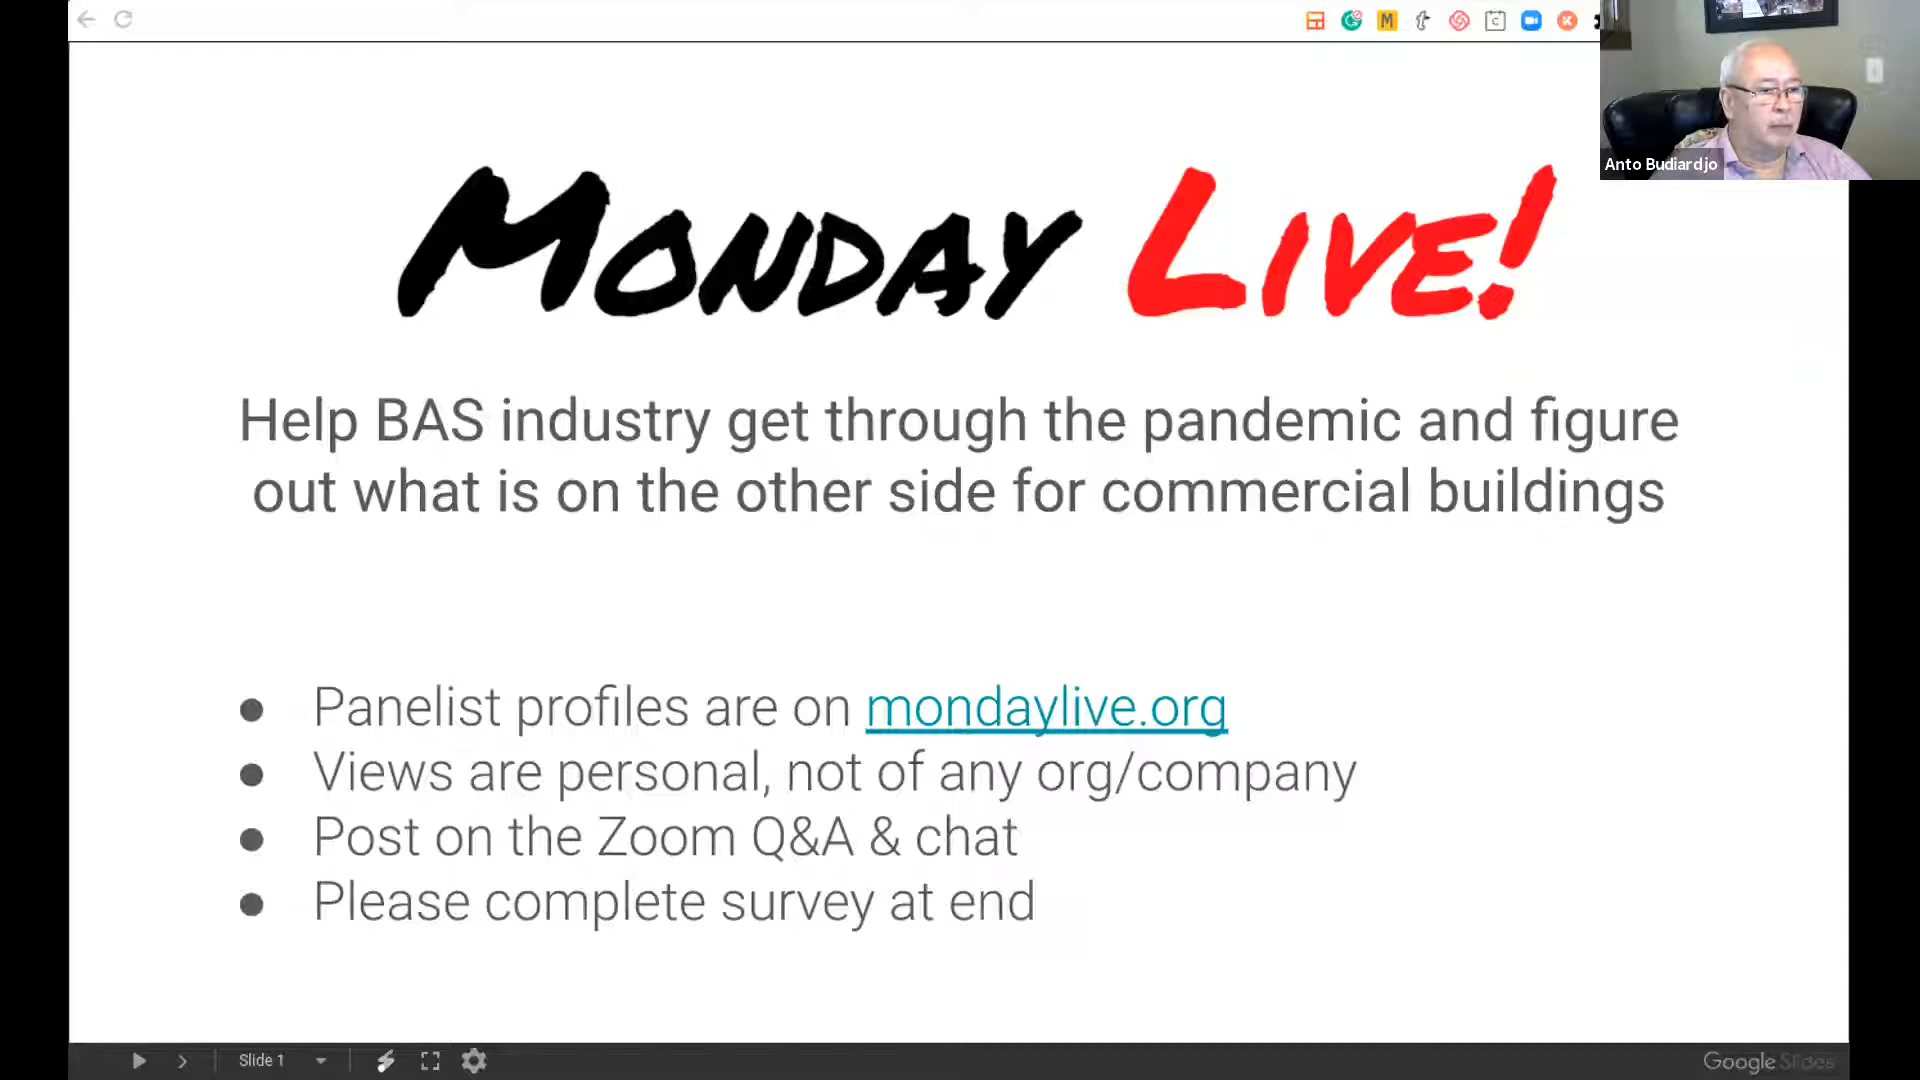 Anto Budiardjo
Monday Live!
Help BAS industry get through the pandemic and figure
out what is on the other side for commercial buildings
● Panelist profiles are on mondaylive.org
● Views are personal, not of any org/company
● Post on the Zoom Q&A & chat
● Please complete survey at end
Slide 1
Google Slides